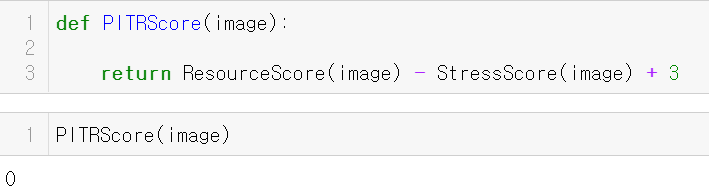 1 def PITRScore(image):
2
3 return ResourceScore(image) - StressScore(image) + 3
1 PITRScore(image)
0